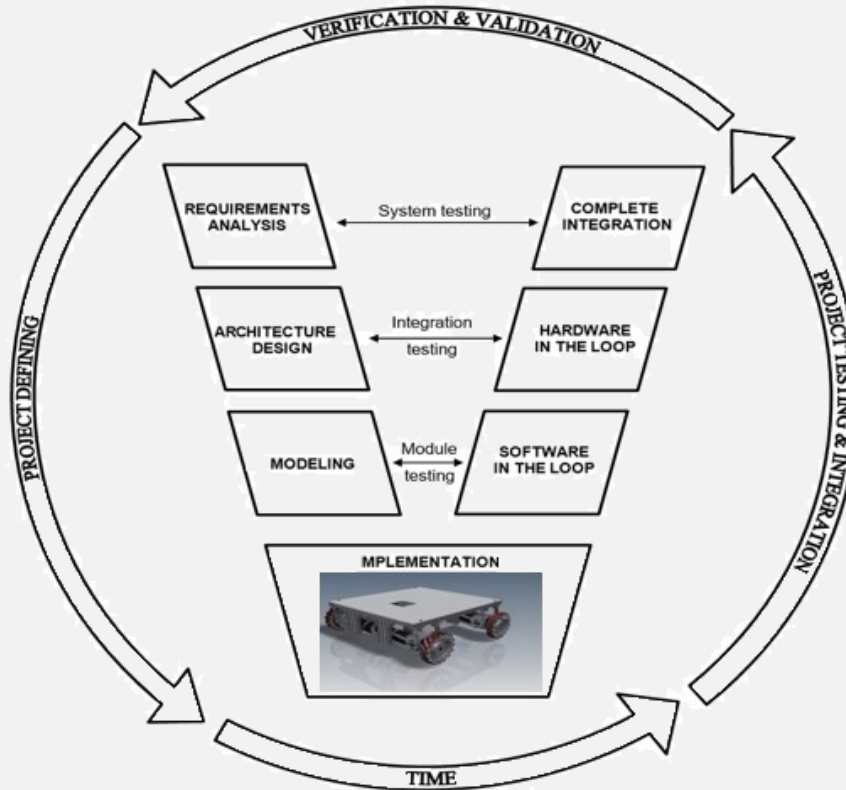 VERIFICATION & VALIDATION
REQUIREMENTS
ANALYSIS
System testing
COMPLETE
INTEGRATION
PROJECT DEFINING
ARCHITECTURE
DESIGN
Integration
testing
HARDWARE
IN THE LOOP
PROJECT TESTING & INTEGRATION
MODELING
Module
testing
SOFTWARE
IN THE LOOP
MPLEMENTATION
TIME